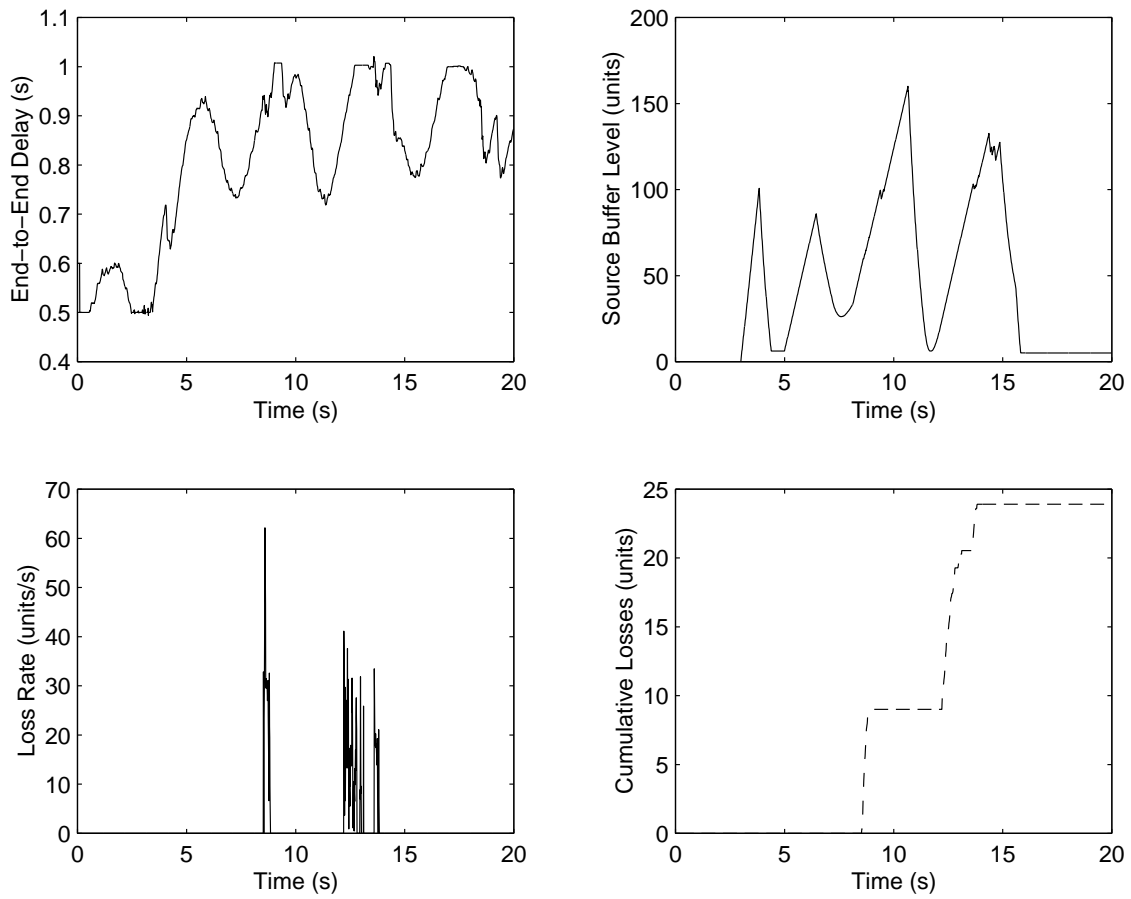 1.1
1
0.9
0.8
0.7
0.6
0.5
0.4
0 5 10 15 20
Time (s)
End−to−End Delay (s)
200
150
100
50
0
0 5 10 15 20
Time (s)
Source Buffer Level (units)
70
60
50
40
30
20
10
0
0 5 10 15 20
Time (s)
Loss Rate (units/s)
25
20
15
10
5
0
0 5 10 15 20
Time (s)
Cumulative Losses (units)